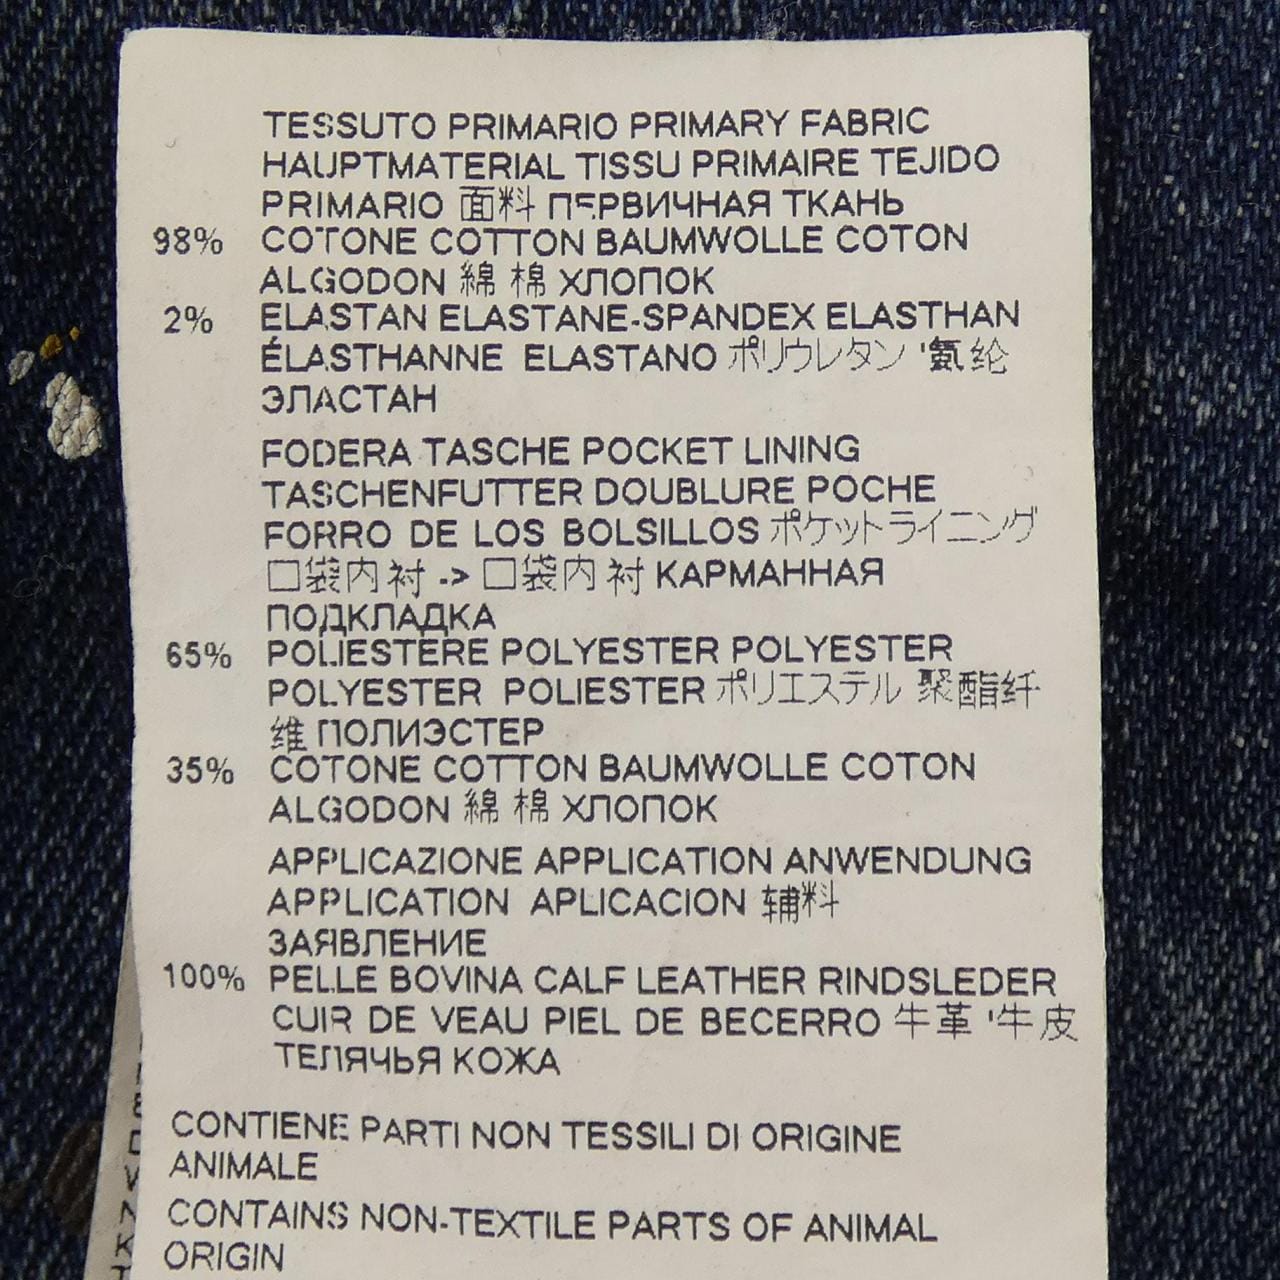 TESSUTO PRIMARIO PRIMARY FABRIC
HAUPTMATERIAL TISSU PRIMAIRE TEJIDO
PRIMARIO 面料 ПЕРВИЧНАЯ ТКАНЬ
98% COTONE COTTON BAUMWOLLE COTON
ALGODON 綿 棉 ХЛОПОК
2% ELASTAN ELASTANE-SPANDEX ELASTHAN
ÉLASTHANNE ELASTANO ポリウレタン '氨纶
ЭЛАСТАН
FODERA TASCHE POCKET LINING
TASCHENFUTTER DOUBLURE POCHE
FORRO DE LOS BOLSILLOS ポケットライニング
口袋内衬 -> 口袋内衬 КАРМАННАЯ
ПОДКЛАДКА
65% POLIESTERE POLYESTER POLYESTER
POLYESTER POLIESTER ポリエステル 聚酯纤
维 ПОЛИЭСТЕР
35% COTONE COTTON BAUMWOLLE COTON
ALGODON 綿 棉 ХЛОПОК
APPLICAZIONE APPLICATION ANWENDUNG
APPLICATION APLICACION 辅料
ЗАЯВЛЕНИЕ
100% PELLE BOVINA CALF LEATHER RINDSLEDER
CUIR DE VEAU PIEL DE BECERRO 牛革 '牛皮
ТЕЛЯЧЬЯ КОЖА
CONTIENE PARTI NON TESSILI DI ORIGINE
ANIMALE
CONTAINS NON-TEXTILE PARTS OF ANIMAL
ORIGIN